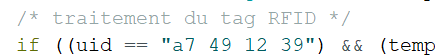 /* traitement du tag RFID */
if ((uid == "a7 49 12 39") && (temp